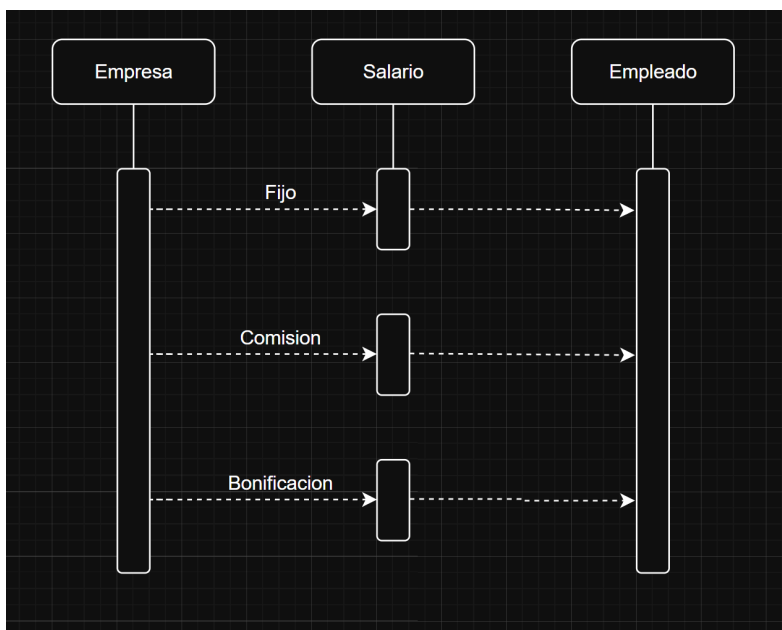 Empresa
Salario
Empleado
Fijo
Comision
Bonificacion